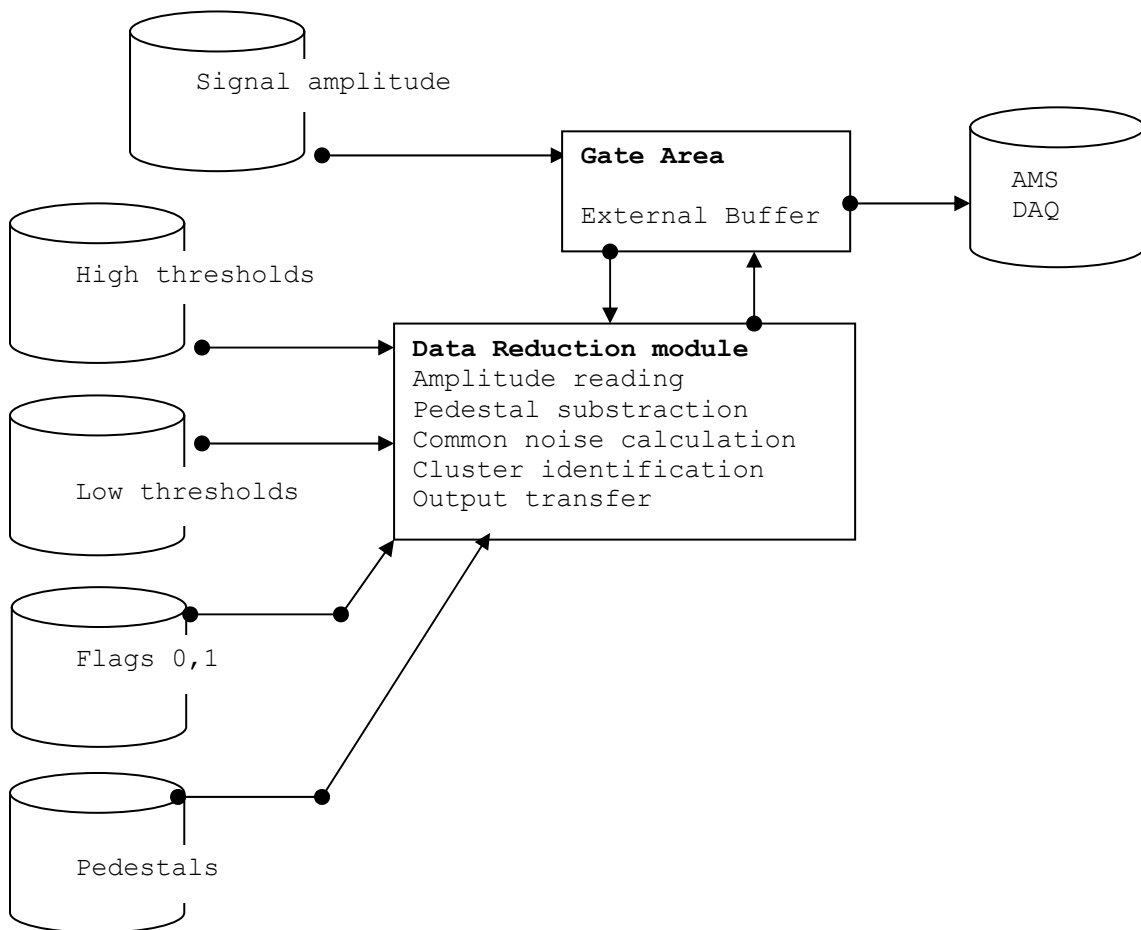 Signal amplitude
Gate Area
External Buffer
AMS
DAQ
High thresholds
Data Reduction module
Amplitude reading
Pedestal substraction
Common noise calculation
Cluster identification
Output transfer
Low thresholds
Flags 0,1
Pedestals